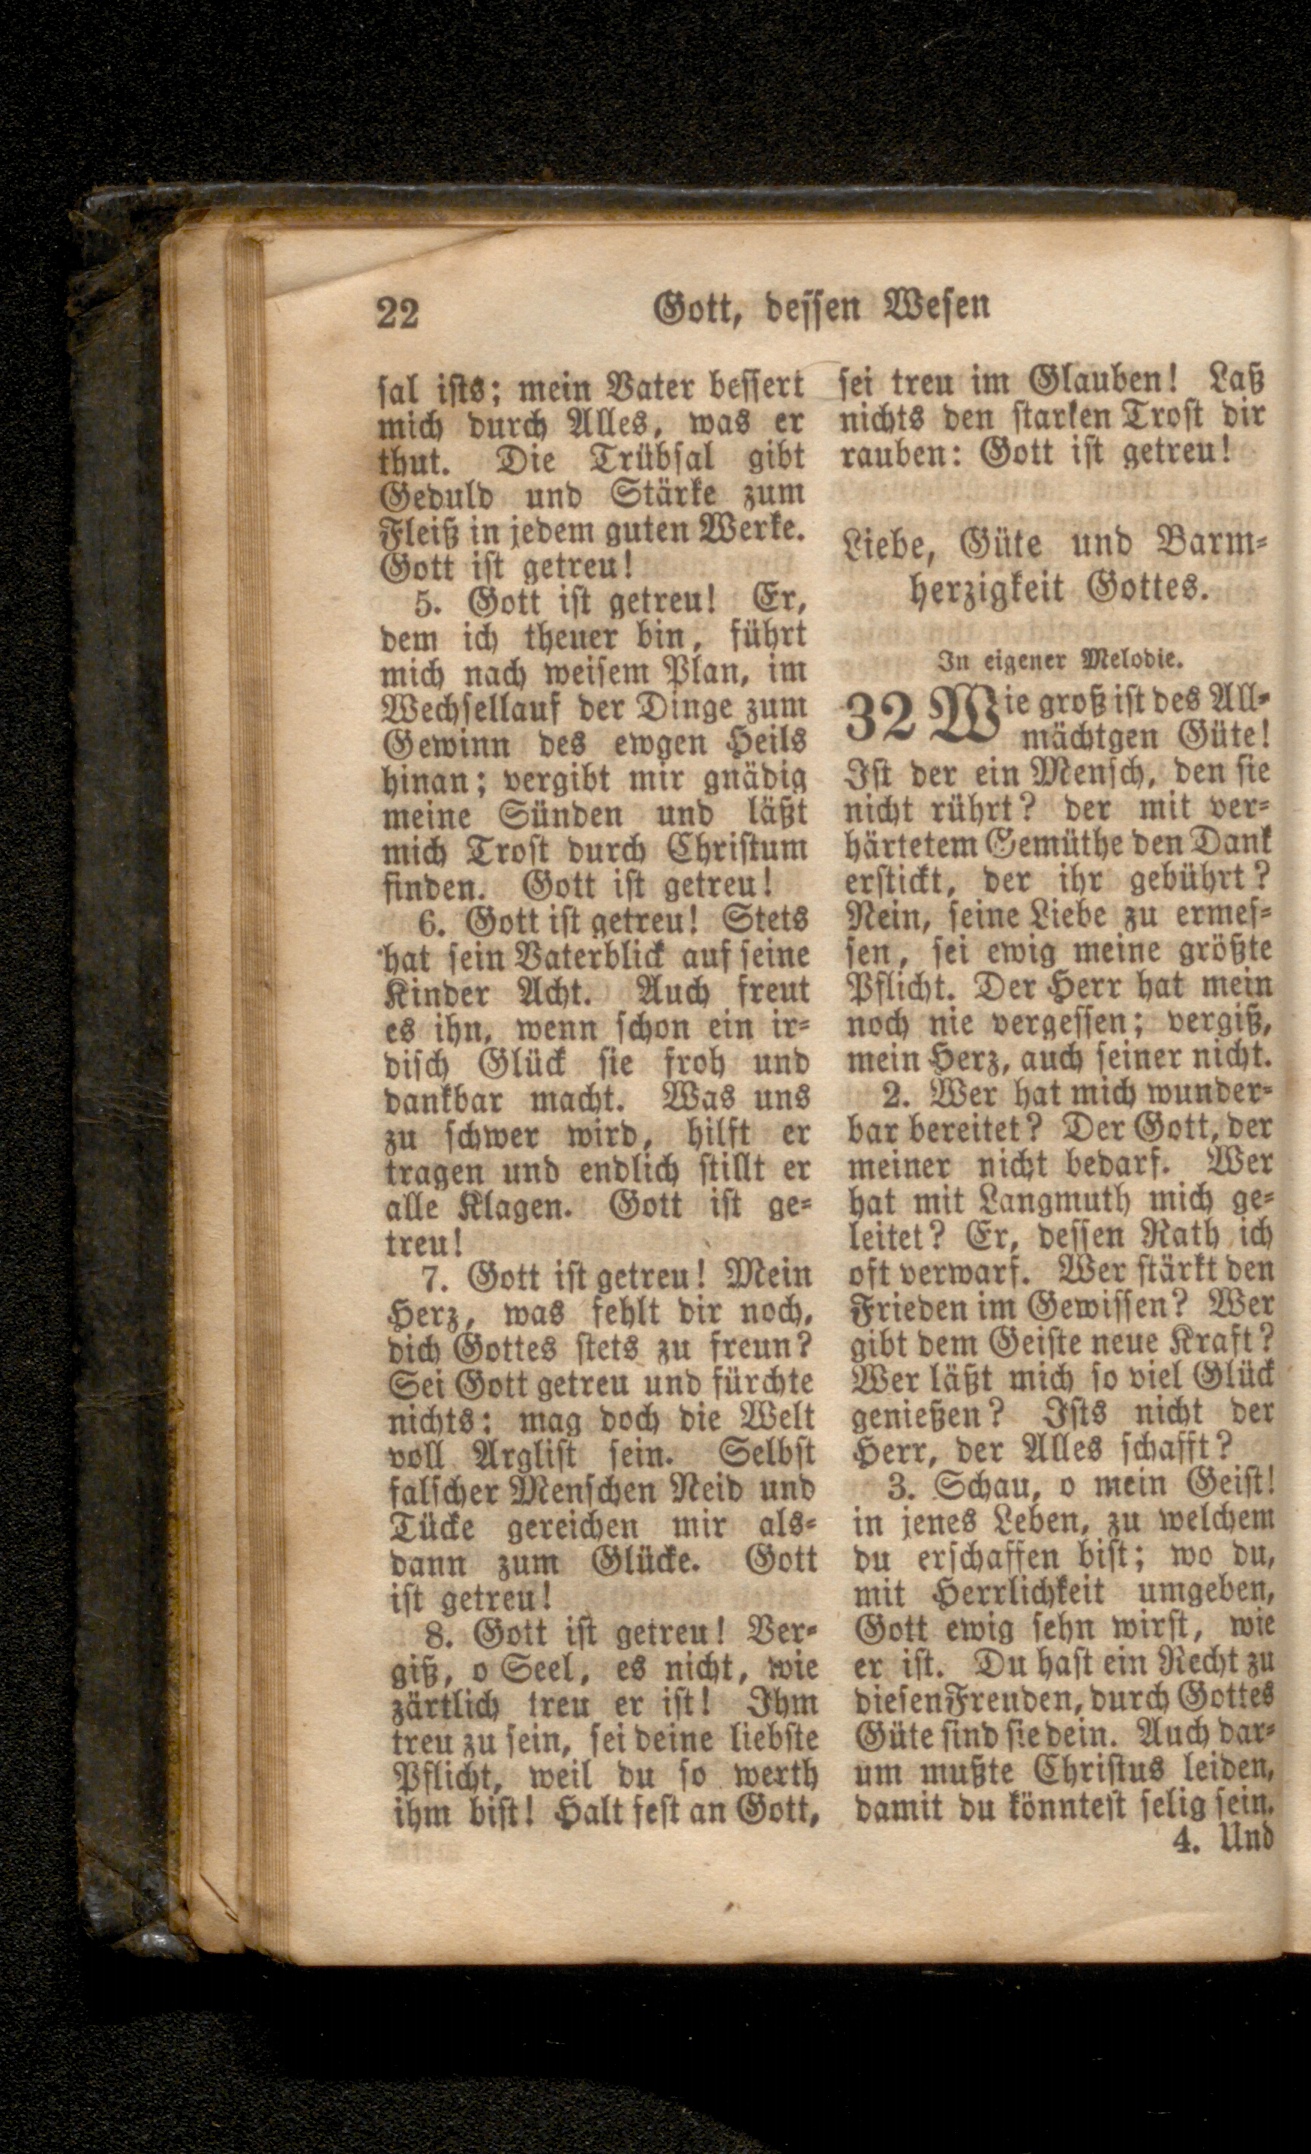 22
Gott, dessen Wesen
sal ists; mein Vater bessert
mich durch Alles, was er
thut. Die Trübsal gibt
Geduld und Stärke zum
Fleiß in jedem guten Werke.
Gott ist getreu!
5. Gott ist getreu! Er,
dem ich theuer bin, führt
mich nach weisem Plan, im
Wechsellauf der Dinge zum
Gewinn des ewgen Heils
hinan; vergibt mir gnädig
meine Sünden und läßt
mich Trost durch Christum
finden. Gott ist getreu!
6. Gott ist getreu! Stets
hat sein Vaterblick auf seine
Kinder Acht. Auch freut
es ihn, wenn schon ein ir-
disch Glück sie froh und
dankbar macht. Was uns
zu schwer wird, hilft er
tragen und endlich stillt er
alle Klagen. Gott ist ge-
treu!
7. Gott ist getreu! Mein
Herz, was fehlt dir noch,
dich Gottes stets zu freun?
Sei Gott getreu und fürchte
nichts: mag doch die Welt
voll Arglist sein. Selbst
falscher Menschen Neid und
Tücke gereichen mir als-
dann zum Glücke. Gott
ist getreu!
8. Gott ist getreu! Ver-
giß, o Seel, es nicht, wie
zärtlich treu er ist! Ihm
treu zu sein, sei deine liebste
Pflicht, weil du so werth
ihm bist! Halt fest an Gott,
sei treu im Glauben! Laß
nichts den starken Trost dir
rauben: Gott ist getreu!
Liebe, Güte und Barm-
herzigkeit Gottes.
In eigener Melodie.
32 Wie groß ist des All-
mächtgen Güte!
Ist der ein Mensch, den sie
nicht rührt? der mit ver-
härtetem Gemüthe den Dank
erstickt, der ihr gebührt?
Nein, seine Liebe zu ermes-
sen, sei ewig meine größte
Pflicht. Der Herr hat mein
noch nie vergessen; vergiß,
mein Herz, auch seiner nicht.
2. Wer hat mich wunder-
bar bereitet? Der Gott, der
meiner nicht bedarf. Wer
hat mit Langmuth mich ge-
leitet? Er, dessen Rath ich
oft verwarf. Wer stärkt den
Frieden im Gewissen? Wer
gibt dem Geiste neue Kraft?
Wer läßt mich so viel Glück
genießen? Ists nicht der
Herr, der Alles schafft?
3. Schau, o mein Geist!
in jenes Leben, zu welchem
du erschaffen bist; wo du,
mit Herrlichkeit umgeben,
Gott ewig sehn wirst, wie
er ist. Du hast ein Recht zu
diesen Freuden, durch Gottes
Güte sind sie dein. Auch dar-
um mußte Christus leiden,
damit du könntest selig sein.
4. Und